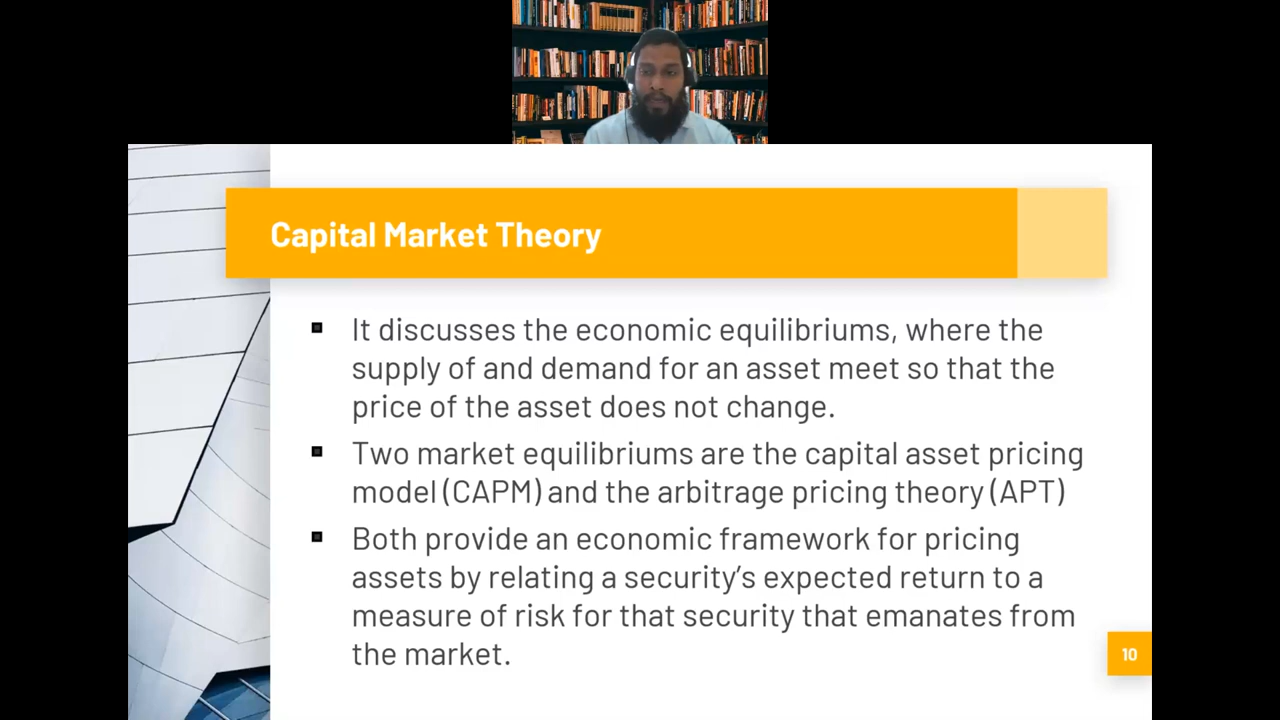 Capital Market Theory
It discusses the economic equilibriums, where the
supply of and demand for an asset meet so that the
price of the asset does not change.
Two market equilibriums are the capital asset pricing
model (CAPM) and the arbitrage pricing theory (APT)
Both provide an economic framework for pricing
assets by relating a security’s expected return to a
measure of risk for that security that emanates from
the market.
10